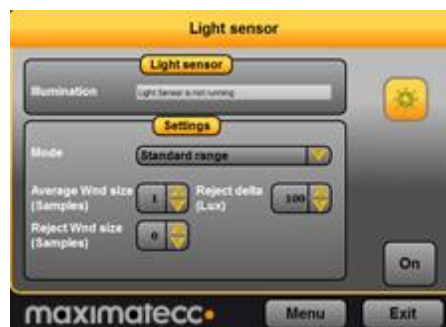 Light sensor
Light sensor
Illumination
Light Sensor is not running
Settings
Mode
Standard range
Average Wnd size
(Samples)
1
Reject delta
(Lux)
100
Reject Wnd size
(Samples)
0
On
maximatecc
Menu
Exit